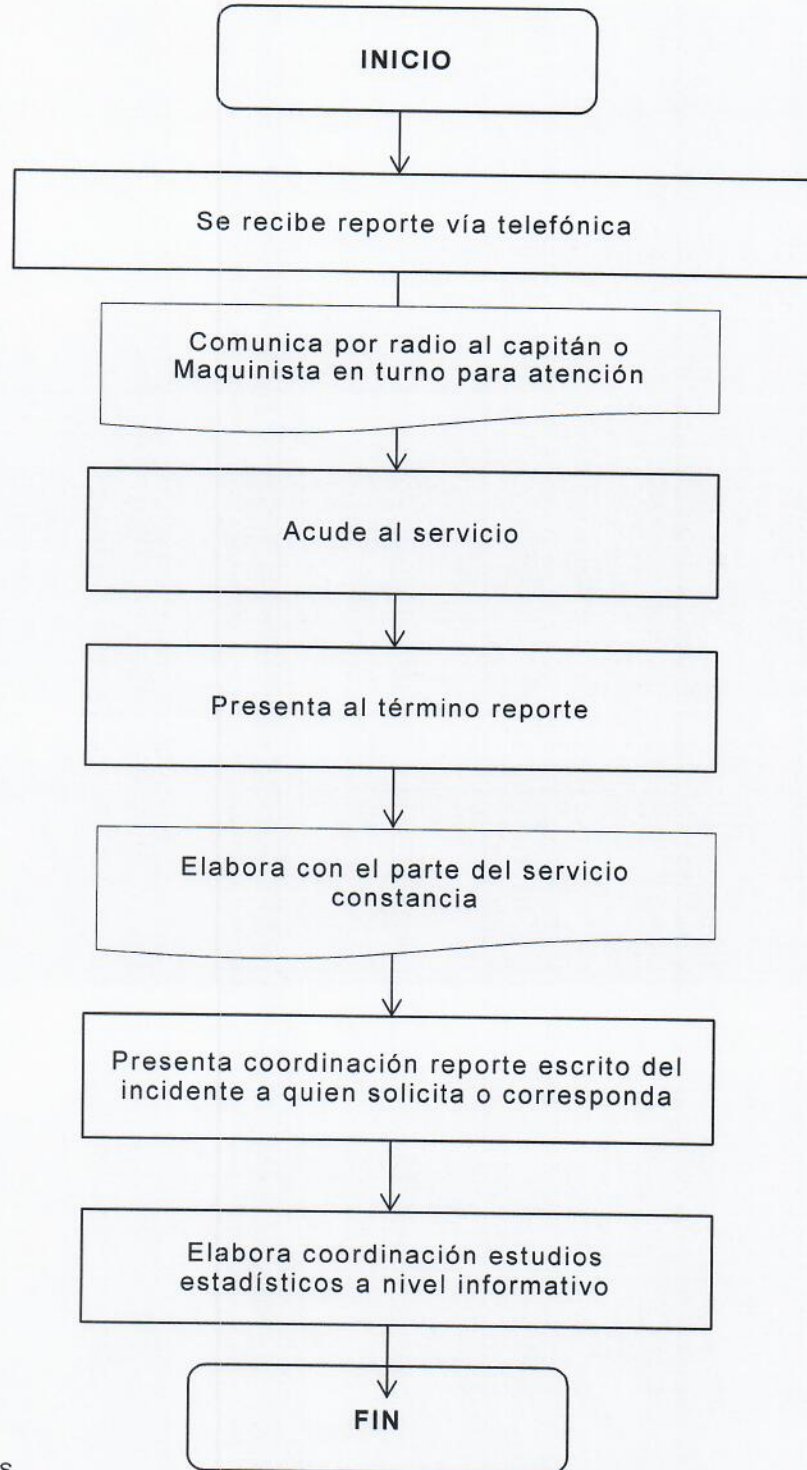 INICIO
Se recibe reporte vía telefónica
Comunica por radio al capitán o
Maquinista en turno para atención
Acude al servicio
Presenta al término reporte
Elabora con el parte del servicio
constancia
Presenta coordinación reporte escrito del
incidente a quien solicita o corresponda
Elabora coordinación estudios
estadísticos a nivel informativo
FIN
s